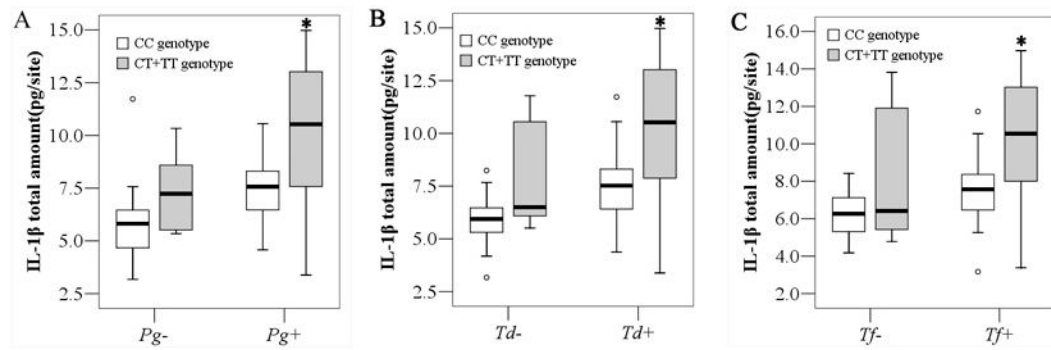 A
IL-1β total amount(pg/site)
15.0
12.5
10.0
7.5
5.0
2.5
CC genotype
CT+TT genotype
*
Pg-
Pg+
B
IL-1β total amount(pg/site)
15.0
12.5
10.0
7.5
5.0
2.5
CC genotype
CT+TT genotype
*
Td-
Td+
C
IL-1β total amount(pg/site)
16.0
14.0
12.0
10.0
8.0
6.0
4.0
2.0
CC genotype
CT+TT genotype
*
Tf-
Tf+